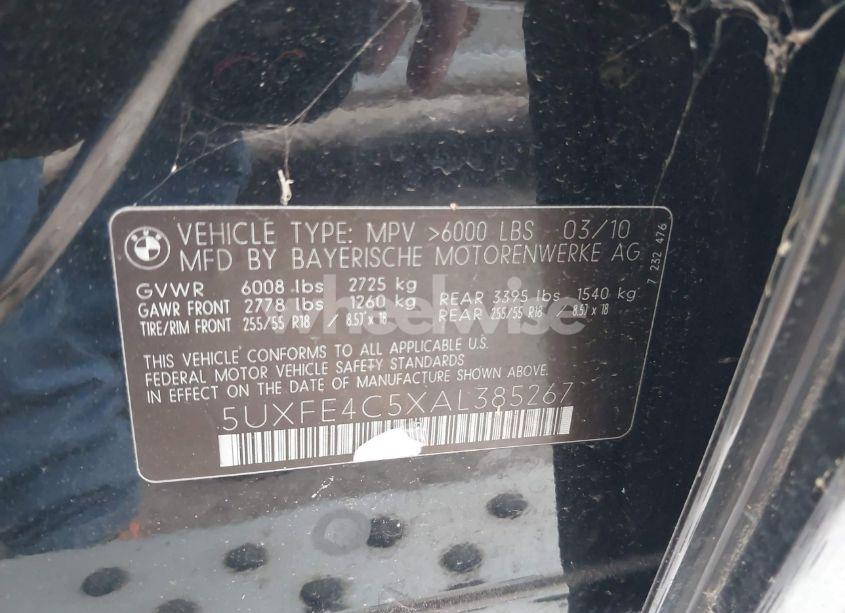 BMW
VEHICLE TYPE: MPV >6000 LBS 03/10
MFD BY BAYERISCHE MOTORENWERKE AG
GVWR 6008 lbs 2725 kg
GAWR FRONT 2778 lbs 1260 kg REAR 3395 lbs 1540 kg
TIRE/RIM FRONT 255/55 R18 / 8.5J x 18 REAR 255/55 R18 / 8.5J x 18
THIS VEHICLE CONFORMS TO ALL APPLICABLE U.S.
FEDERAL MOTOR VEHICLE SAFETY STANDARDS
IN EFFECT ON THE DATE OF MANUFACTURE SHOWN ABOVE.
5UXFE4C5XAL385267
7 232 476
wheelwise